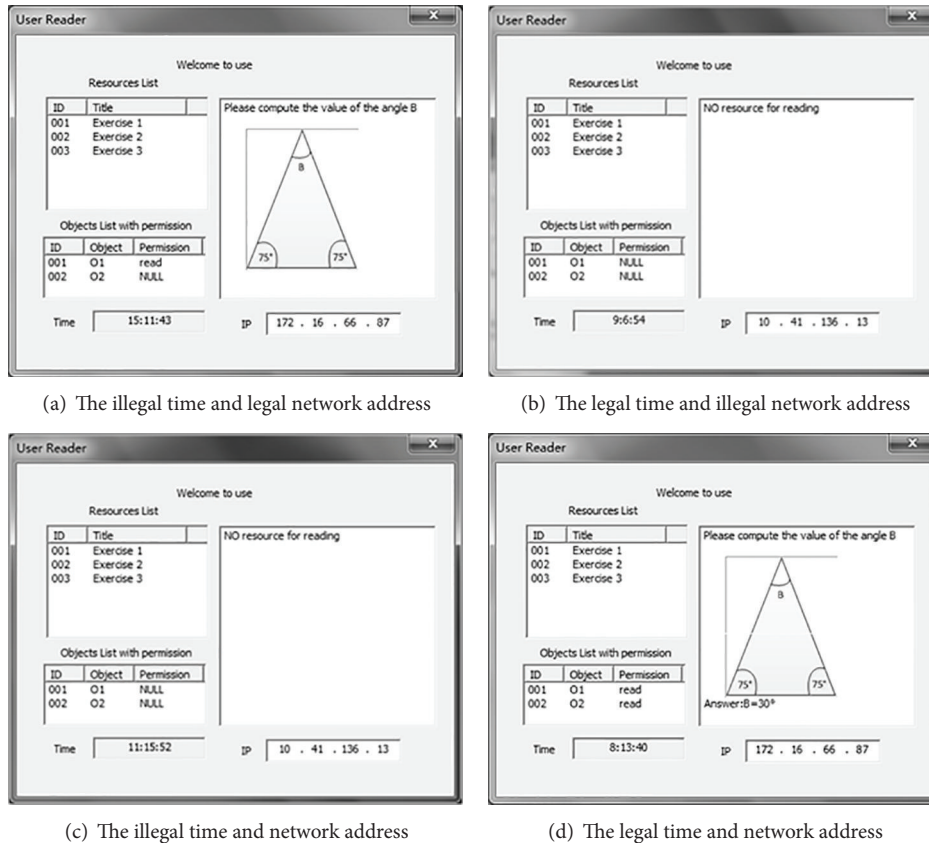 User Reader
x
Welcome to use
Resources List
ID Title
001 Exercise 1
002 Exercise 2
003 Exercise 3
Please compute the value of the angle B
B
75° 75°
Objects List with permission
ID Object Permission
001 O1 read
002 O2 NULL
Time 15:11:43 IP 172 . 16 . 66 . 87
(a) The illegal time and legal network address
User Reader
x
Welcome to use
Resources List
ID Title
001 Exercise 1
002 Exercise 2
003 Exercise 3
NO resource for reading
Objects List with permission
ID Object Permission
001 O1 NULL
002 O2 NULL
Time 9:6:54 IP 10 . 41 . 136 . 13
(b) The legal time and illegal network address
User Reader
x
Welcome to use
Resources List
ID Title
001 Exercise 1
002 Exercise 2
003 Exercise 3
NO resource for reading
Objects List with permission
ID Object Permission
001 O1 NULL
002 O2 NULL
Time 11:15:52 IP 10 . 41 . 136 . 13
(c) The illegal time and network address
User Reader
x
Welcome to use
Resources List
ID Title
001 Exercise 1
002 Exercise 2
003 Exercise 3
Please compute the value of the angle B
B
75° 75°
Answer:B=30°
Objects List with permission
ID Object Permission
001 O1 read
002 O2 read
Time 8:13:40 IP 172 . 16 . 66 . 87
(d) The legal time and network address